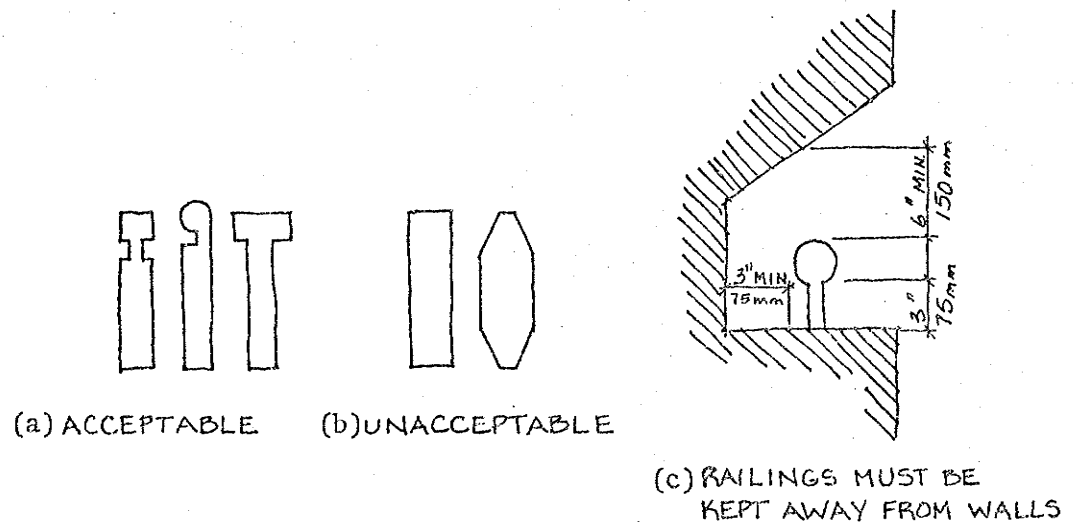 6" MIN
150mm
3" MIN
75mm
3"
75mm
(a) ACCEPTABLE
(b) UNACCEPTABLE
(c) RAILINGS MUST BE
KEPT AWAY FROM WALLS